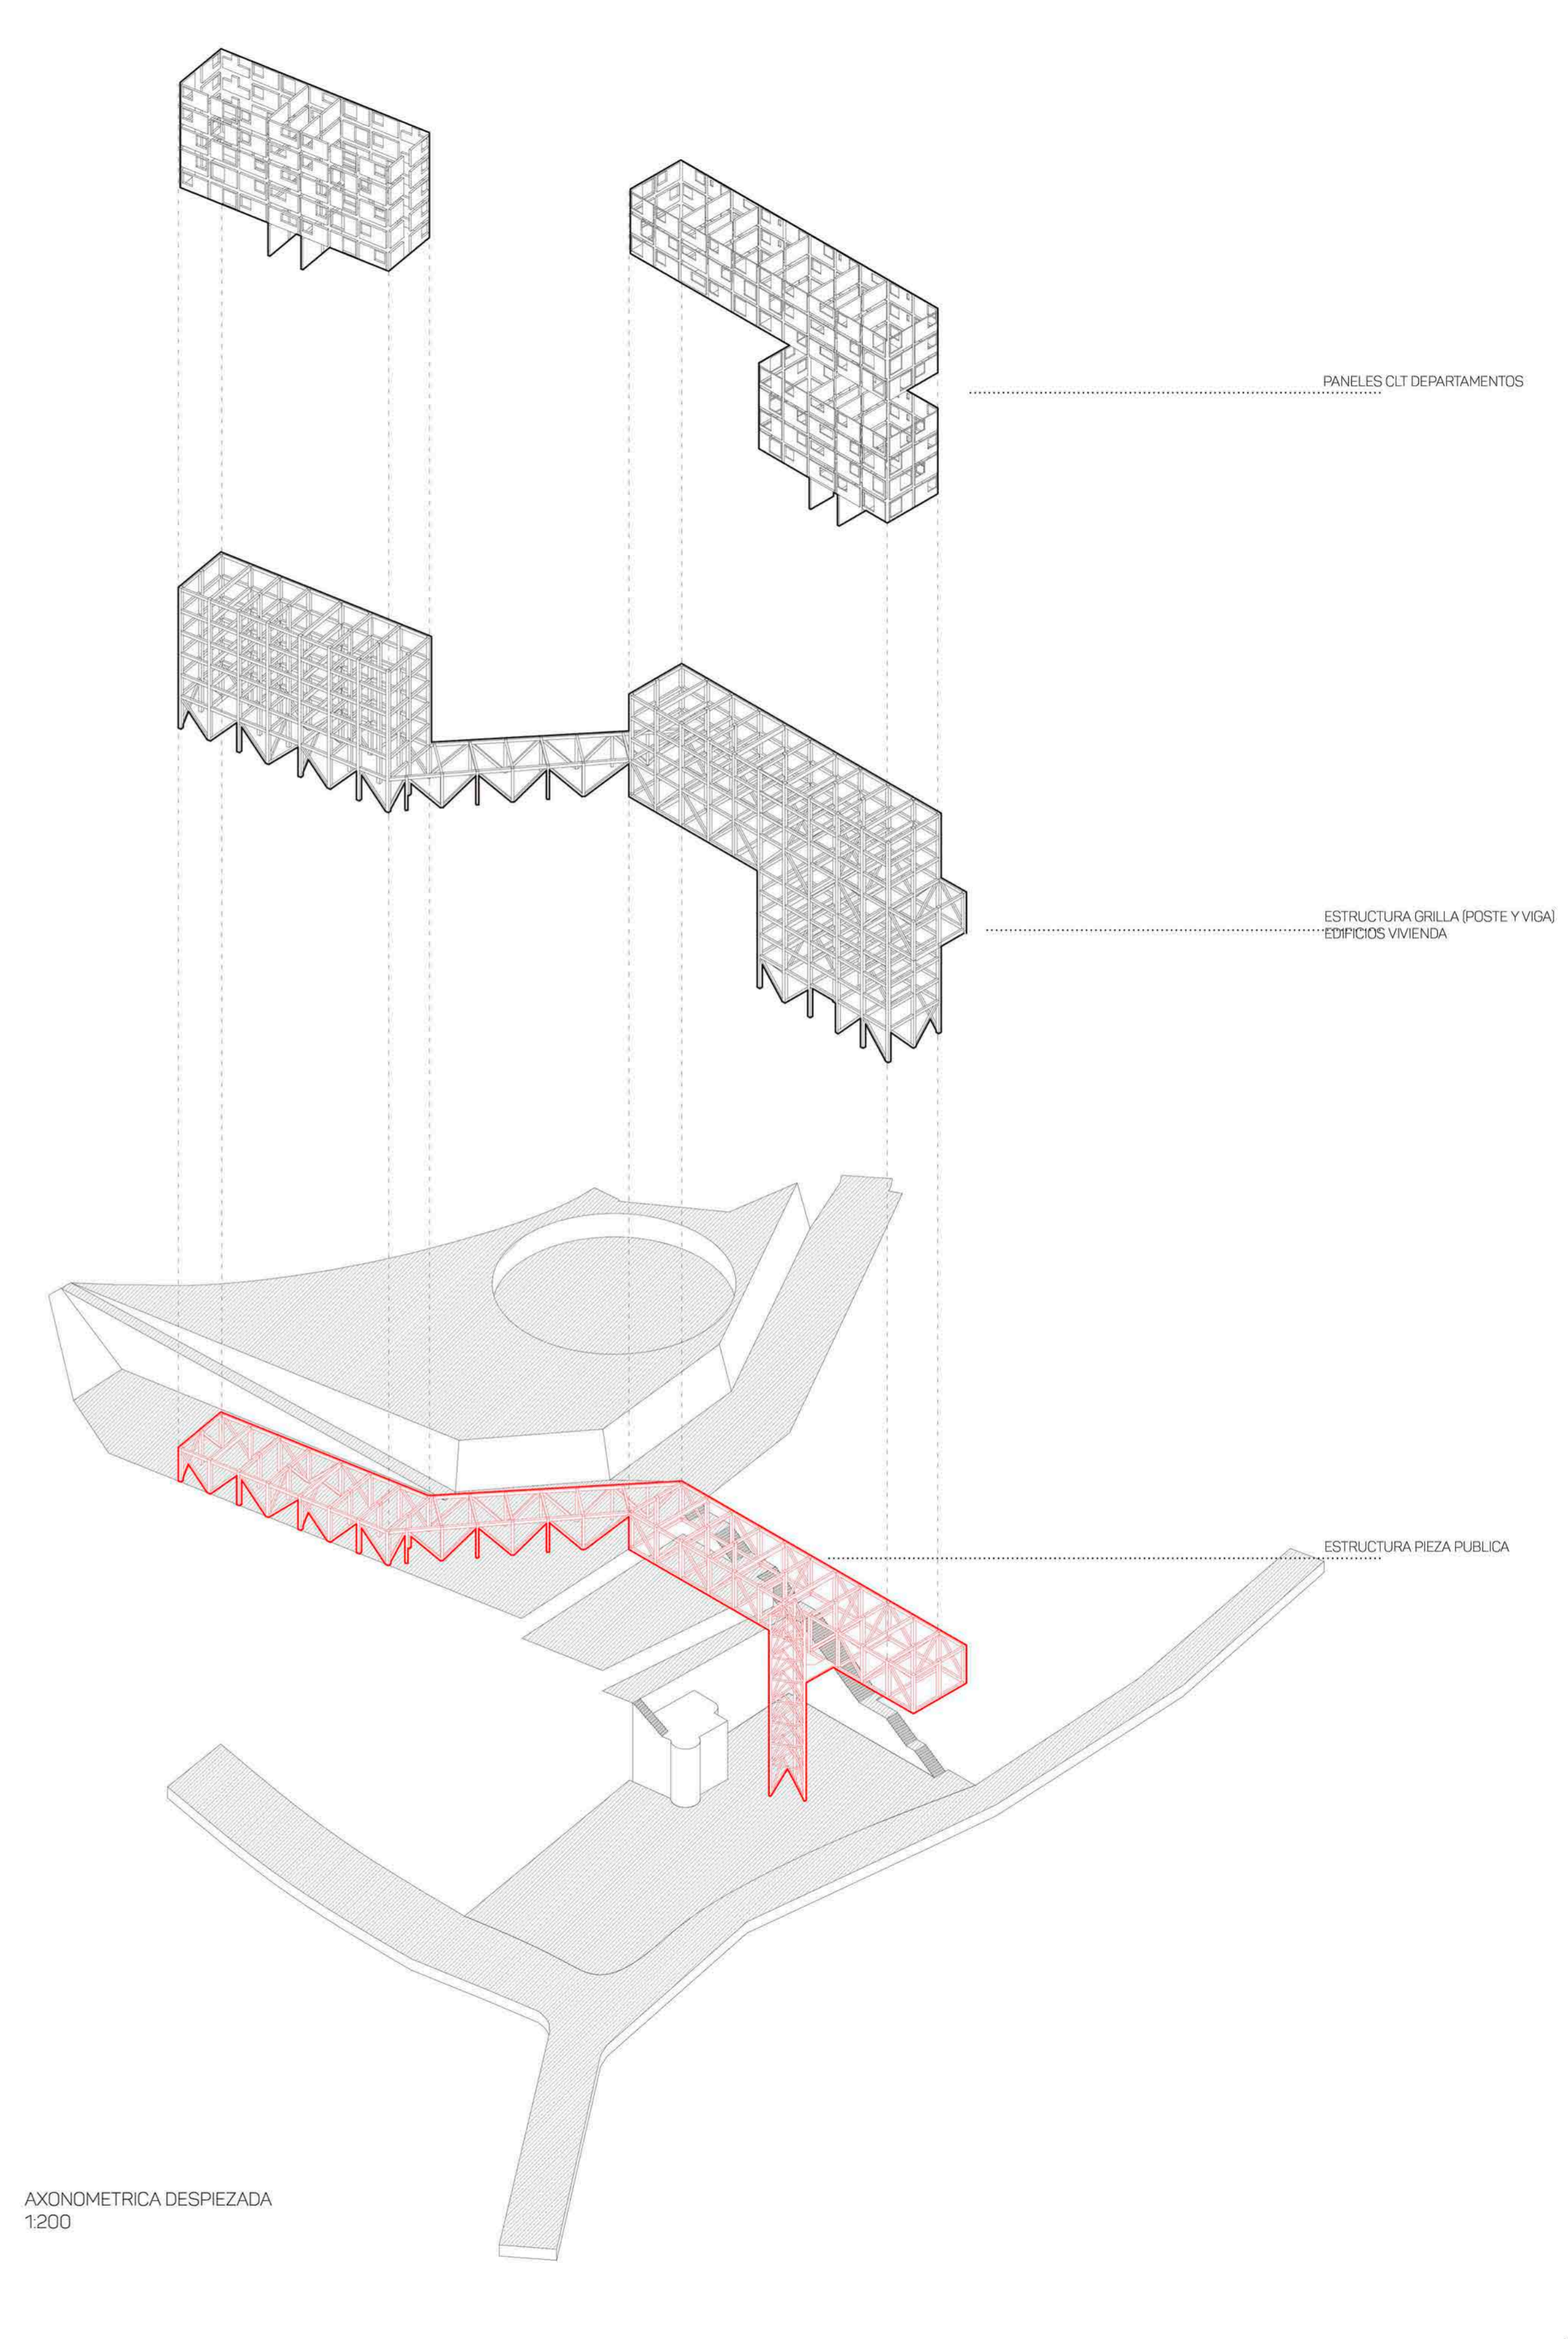 PANELES CLT DEPARTAMENTOS
ESTRUCTURA GRILLA (POSTE Y VIGA)
EDIFICIOS VIVIENDA
ESTRUCTURA PIEZA PUBLICA
AXONOMETRICA DESPIEZADA
1:200